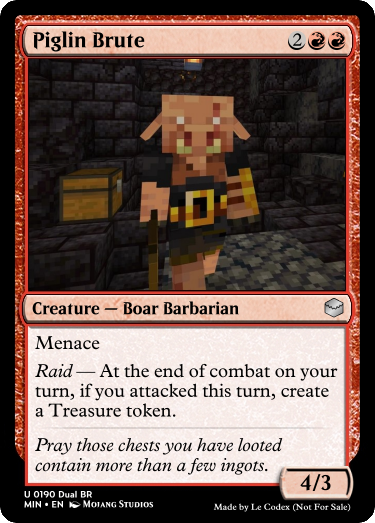 Piglin Brute 2
Creature — Boar Barbarian
Menace
Raid — At the end of combat on your
turn, if you attacked this turn, create
a Treasure token.
Pray those chests you have looted
contain more than a few ingots.
4/3
U 0190 Dual BR
MIN • EN Mojang Studios
Made by Le Codex (Not For Sale)